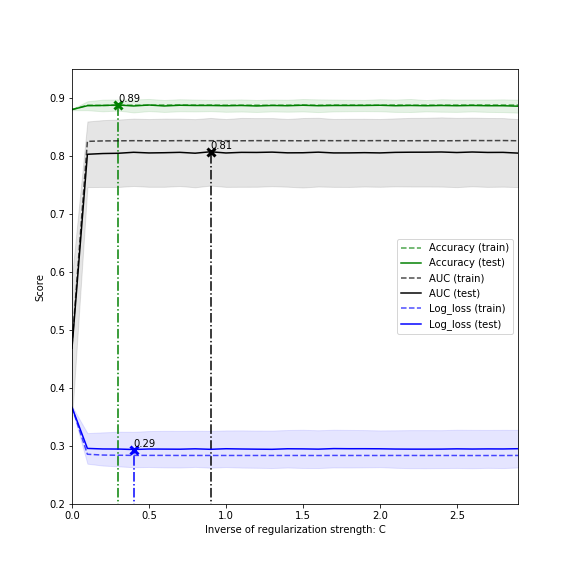 0.9
0.8
0.7
0.6
0.5
0.4
0.3
0.2
Score
0.89
0.81
0.29
Accuracy (train)
Accuracy (test)
AUC (train)
AUC (test)
Log_loss (train)
Log_loss (test)
0.0 0.5 1.0 1.5 2.0 2.5
Inverse of regularization strength: C